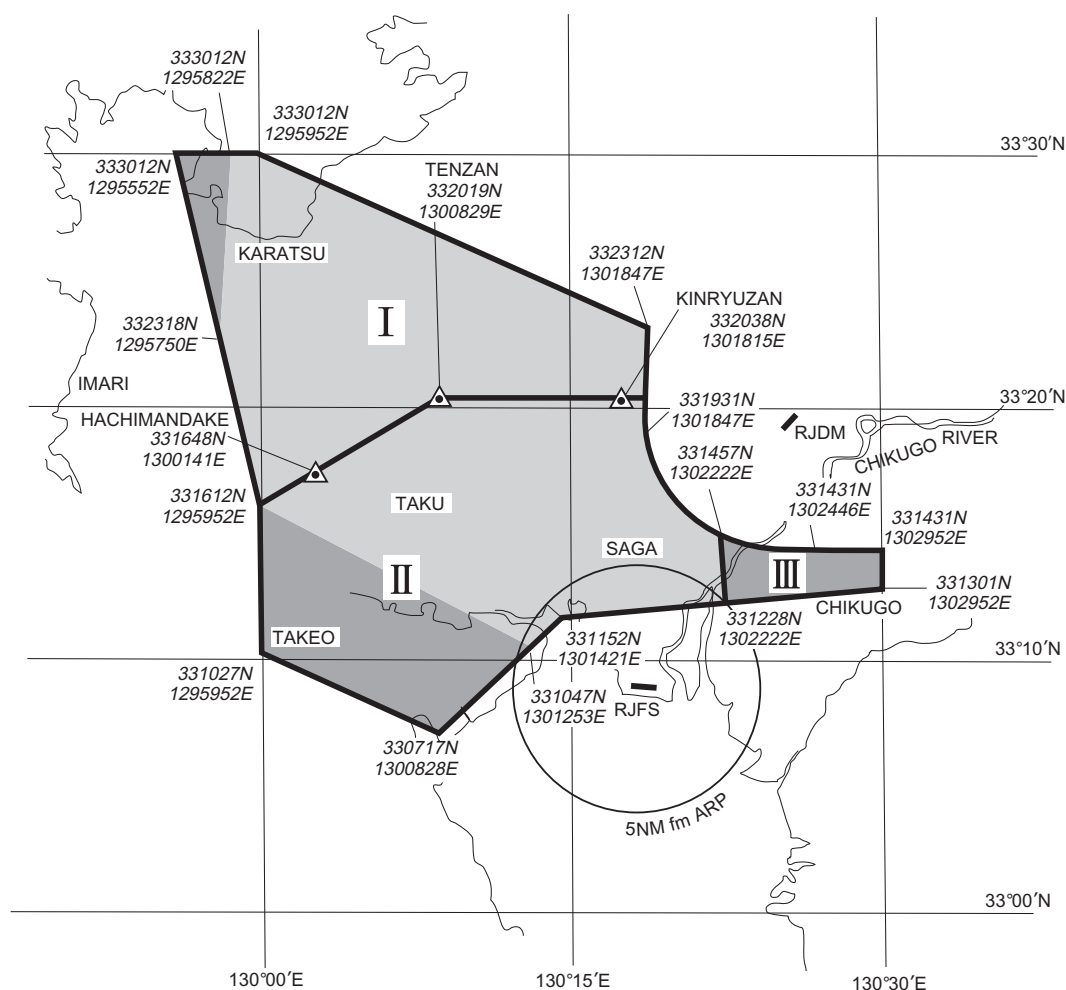 333012N
1295822E
333012N
1295952E
33°30′N
333012N
1295552E
TENZAN
332019N
1300829E
KARATSU
332312N
1301847E
KINRYUZAN
332038N
1301815E
I
332318N
1295750E
IMARI
HACHIMANDAKE
331648N
1300141E
331931N
1301847E
33°20′N
RJDM
CHIKUGO RIVER
331457N
1302222E
331612N
1295952E
TAKU
331431N
1302446E
331431N
1302952E
SAGA
II
III
CHIKUGO
331301N
1302952E
331228N
1302222E
TAKEO
331152N
1301421E
33°10′N
331027N
1295952E
331047N
1301253E
RJFS
330717N
1300828E
5NM fm ARP
33°00′N
130°00′E
130°15′E
130°30′E